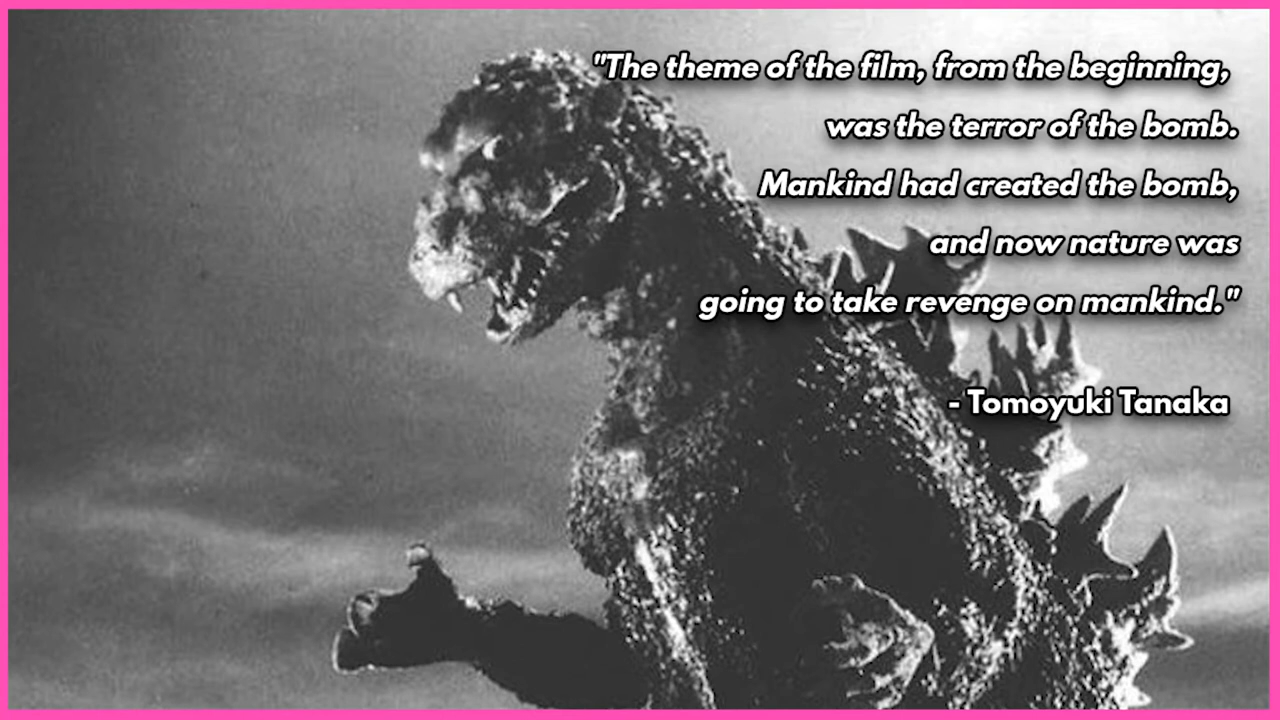 "The theme of the film, from the beginning,
was the terror of the bomb.
Mankind had created the bomb,
and now nature was
going to take revenge on mankind."
- Tomoyuki Tanaka